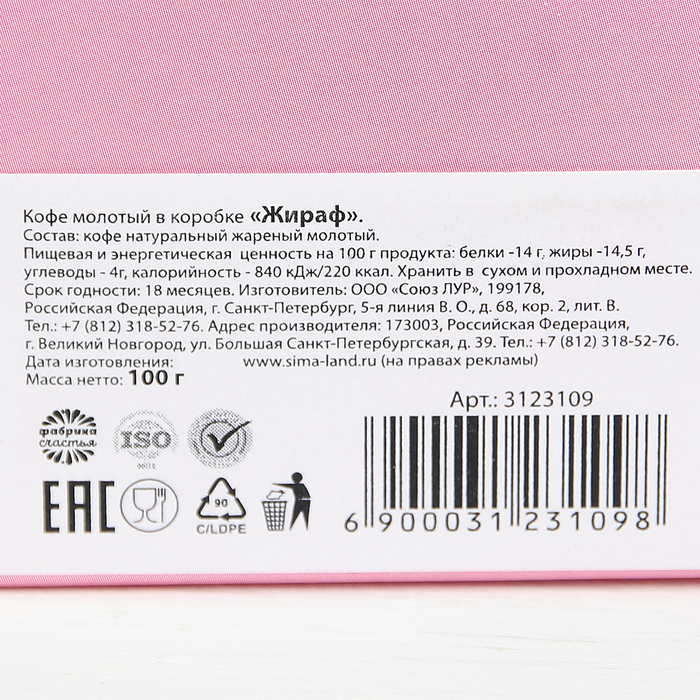 Кофе молотый в коробке «Жираф».
Состав: кофе натуральный жареный молотый.
Пищевая и энергетическая ценность на 100 г продукта: белки -14 г, жиры -14,5 г,
углеводы - 4г, калорийность - 840 кДж/220 ккал. Хранить в сухом и прохладном месте.
Срок годности: 18 месяцев. Изготовитель: ООО «Союз ЛУР», 199178,
Российская Федерация, г. Санкт-Петербург, 5-я линия В. О., д. 68, кор. 2, лит. В.
Тел.: +7 (812) 318-52-76. Адрес производителя: 173003, Российская Федерация,
г. Великий Новгород, ул. Большая Санкт-Петербургская, д. 39. Тел.: +7 (812) 318-52-76.
Дата изготовления: www.sima-land.ru (на правах рекламы)
Масса нетто: 100 г
Арт.: 3123109
фабрика
счастья
ISO
EAC
90
C/LDPE
6 900031 231098